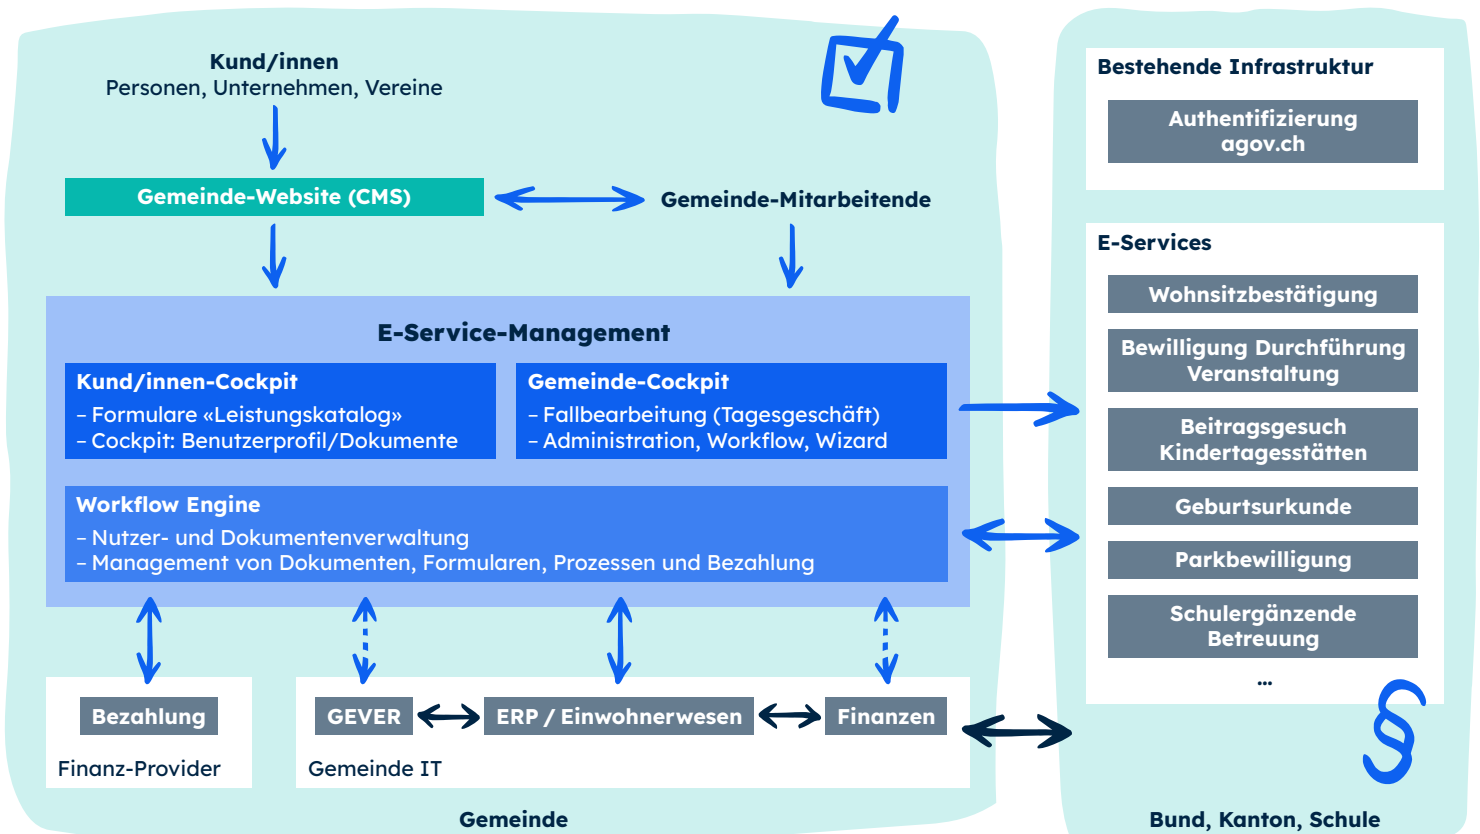 Kund/innen
Personen, Unternehmen, Vereine
Gemeinde-Website (CMS)
Gemeinde-Mitarbeitende
E-Service-Management
Kund/innen-Cockpit
– Formulare «Leistungskatalog»
– Cockpit: Benutzerprofil/Dokumente
Gemeinde-Cockpit
– Fallbearbeitung (Tagesgeschäft)
– Administration, Workflow, Wizard
Workflow Engine
– Nutzer- und Dokumentenverwaltung
– Management von Dokumenten, Formularen, Prozessen und Bezahlung
Bezahlung
Finanz-Provider
GEVER
ERP / Einwohnerwesen
Finanzen
Gemeinde IT
Gemeinde
Bestehende Infrastruktur
Authentifizierung
agov.ch
E-Services
Wohnsitzbestätigung
Bewilligung Durchführung
Veranstaltung
Beitragsgesuch
Kindertagesstätten
Geburtsurkunde
Parkbewilligung
Schulergänzende
Betreuung
...
§
Bund, Kanton, Schule